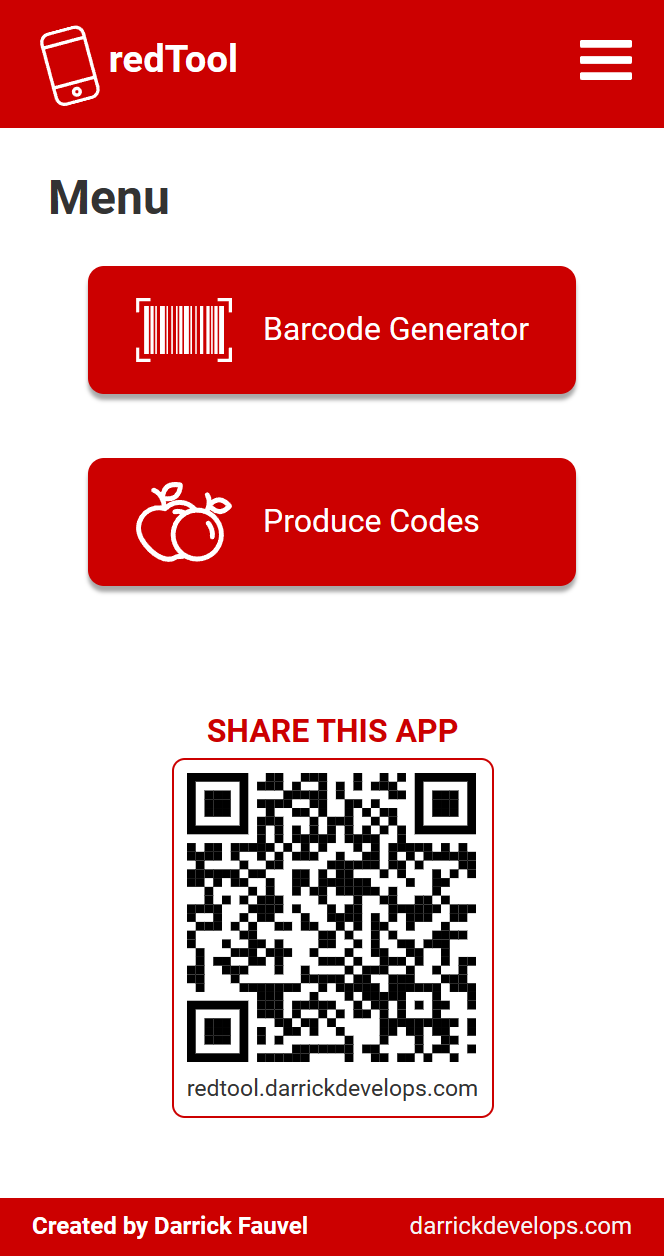 redTool
Menu
Barcode Generator
Produce Codes
SHARE THIS APP
redtool.darrickdevelops.com
Created by Darrick Fauvel
darrickdevelops.com